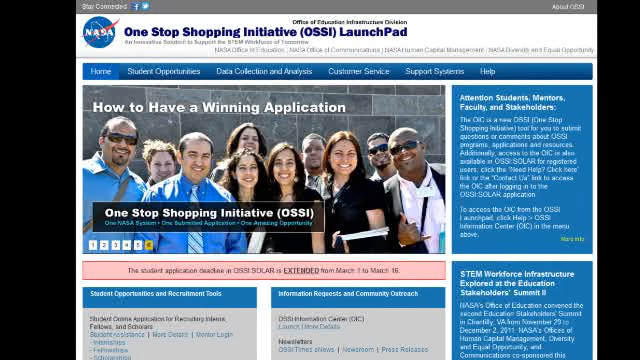 Stay Connected
About OSSI
NASA
Office of Education Infrastructure Division
One Stop Shopping Initiative (OSSI) LaunchPad
An Innovative Solution to Support the STEM Workforce of Tomorrow
NASA Office of Education | NASA Office of Communications | NASA Human Capital Management | NASA Diversity and Equal Opportunity
Home Student Opportunities Data Collection and Analysis Customer Service Support Systems Help
How to Have a Winning Application
One Stop Shopping Initiative (OSSI)
One NASA System • One Submitted Application • One Amazing Opportunity
1 2 3 4 5 6
Attention Students, Mentors,
Faculty, and Stakeholders:
The OIC is a new OSSI (One Stop
Shopping Initiative) tool for you to submit
questions or comments about OSSI
programs, applications and resources.
Additionally, access to the OIC is also
available in OSSI:SOLAR for registered
users; click the "Need Help? Click here"
link or the "Contact Us" link to access
the OIC after logging in to the
OSSI:SOLAR application.
To access the OIC from the OSSI
Launchpad, click Help > OSSI
Information Center (OIC) in the menu
above.
More info
The student application deadline in OSSI:SOLAR is EXTENDED from March 1 to March 16.
Student Opportunities and Recruitment Tools
Student Online Application for Recruiting Interns,
Fellows, and Scholars
Student Assistance | More Details | Mentor Login
- Internships
- Fellowships
- Scholarships
Information Requests and Community Outreach
OSSI Information Center (OIC)
Launch | More Details
Newsletters
OSSI Times eNews | Newsroom | Press Releases
STEM Workforce Infrastructure
Explored at the Education
Stakeholders' Summit II
NASA's Office of Education convened the
second Education Stakeholders' Summit
in Chantilly, VA from November 29 to
December 2, 2011. NASA's Offices of
Human Capital Management, Diversity
and Equal Opportunity, and
Communications co-sponsored this